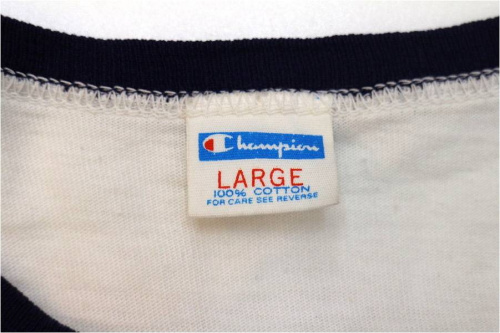 Champion
LARGE
100% COTTON
FOR CARE SEE REVERSE